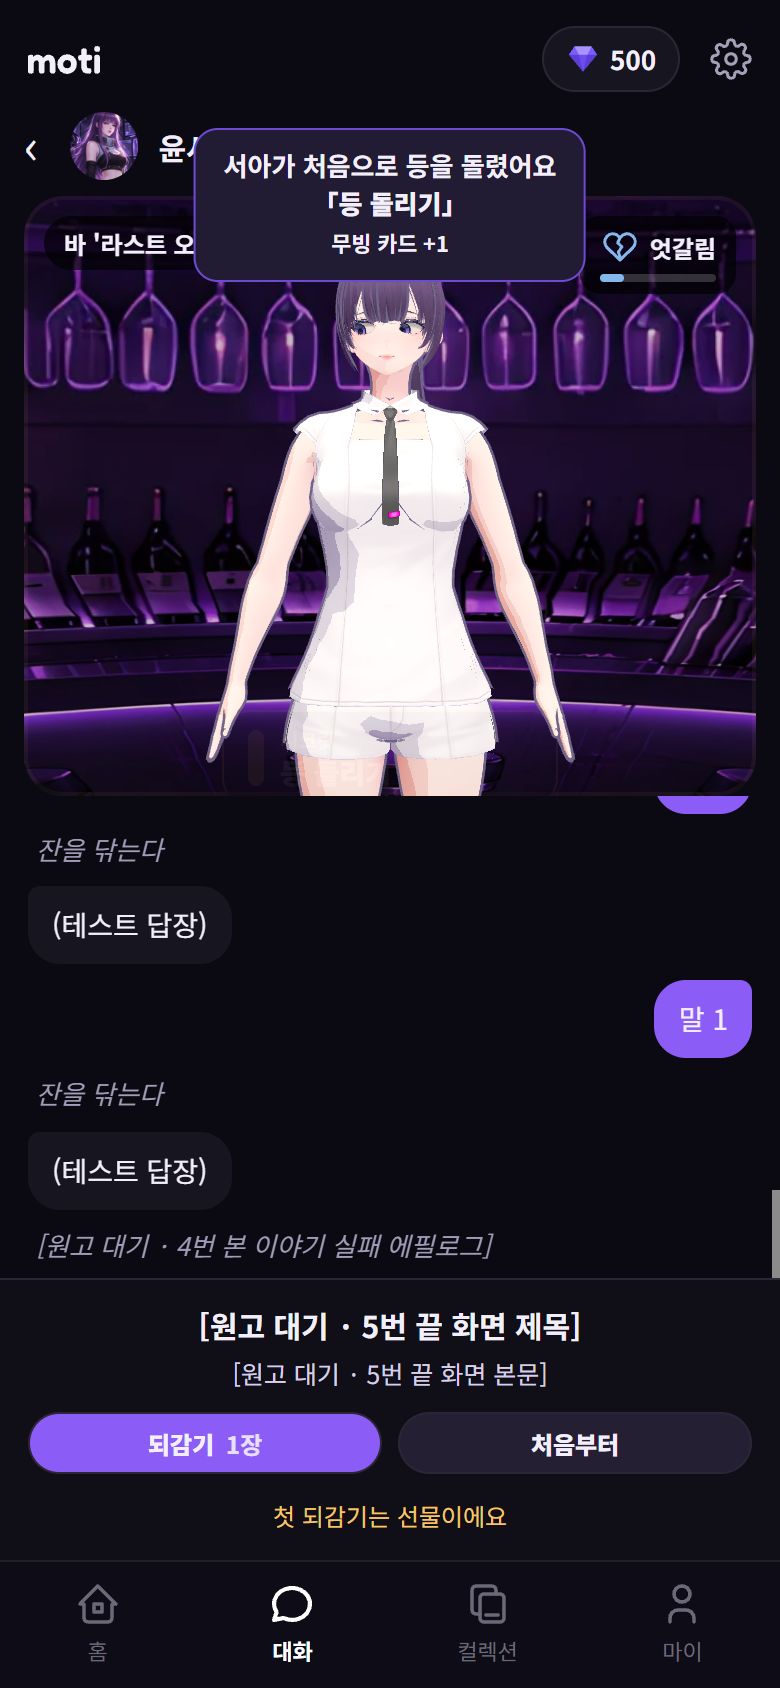 moti
500
윤
서아가 처음으로 등을 돌렸어요
「등 돌리기」
무빙 카드 +1
바 '라스트 오
엇갈림
잔을 닦는다
(테스트 답장)
말 1
잔을 닦는다
(테스트 답장)
[원고 대기 · 4번 본 이야기 실패 에필로그]
[원고 대기 · 5번 끝 화면 제목]
[원고 대기 · 5번 끝 화면 본문]
되감기 1장
처음부터
첫 되감기는 선물이에요
홈
대화
컬렉션
마이